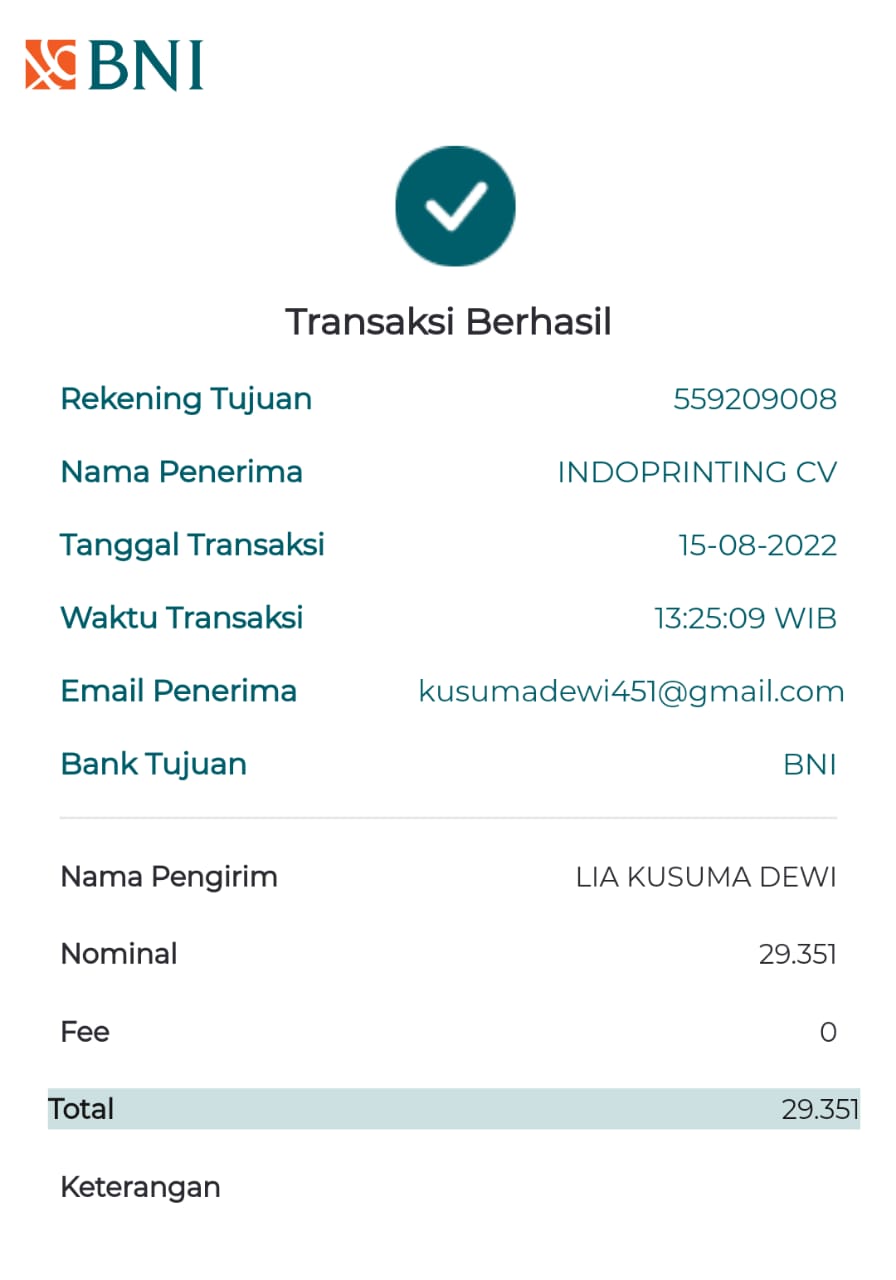 BNI
Transaksi Berhasil
Rekening Tujuan 559209008
Nama Penerima INDOPRINTING CV
Tanggal Transaksi 15-08-2022
Waktu Transaksi 13:25:09 WIB
Email Penerima kusumadewi451@gmail.com
Bank Tujuan BNI
Nama Pengirim LIA KUSUMA DEWI
Nominal 29.351
Fee 0
Total 29.351
Keterangan